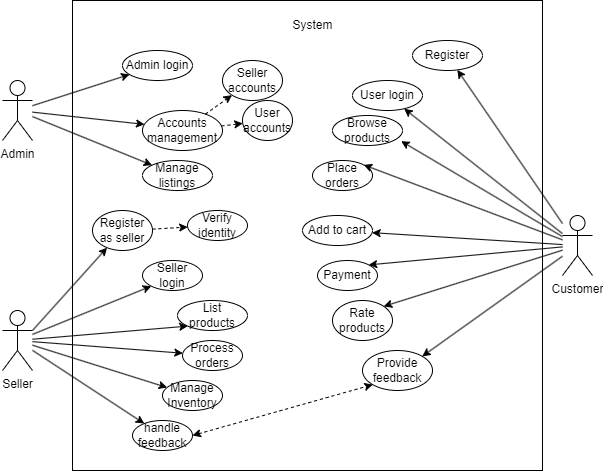 System
Admin login
Seller
accounts
User
accounts
Accounts
management
Manage
listings
Admin
Register
User login
Browse
products
Place
orders
Add to cart
Payment
Rate
products
Provide
feedback
Customer
Register
as seller
Verify
identity
Seller
login
List
products
Process
orders
Manage
Inventory
handle
feedback
Seller